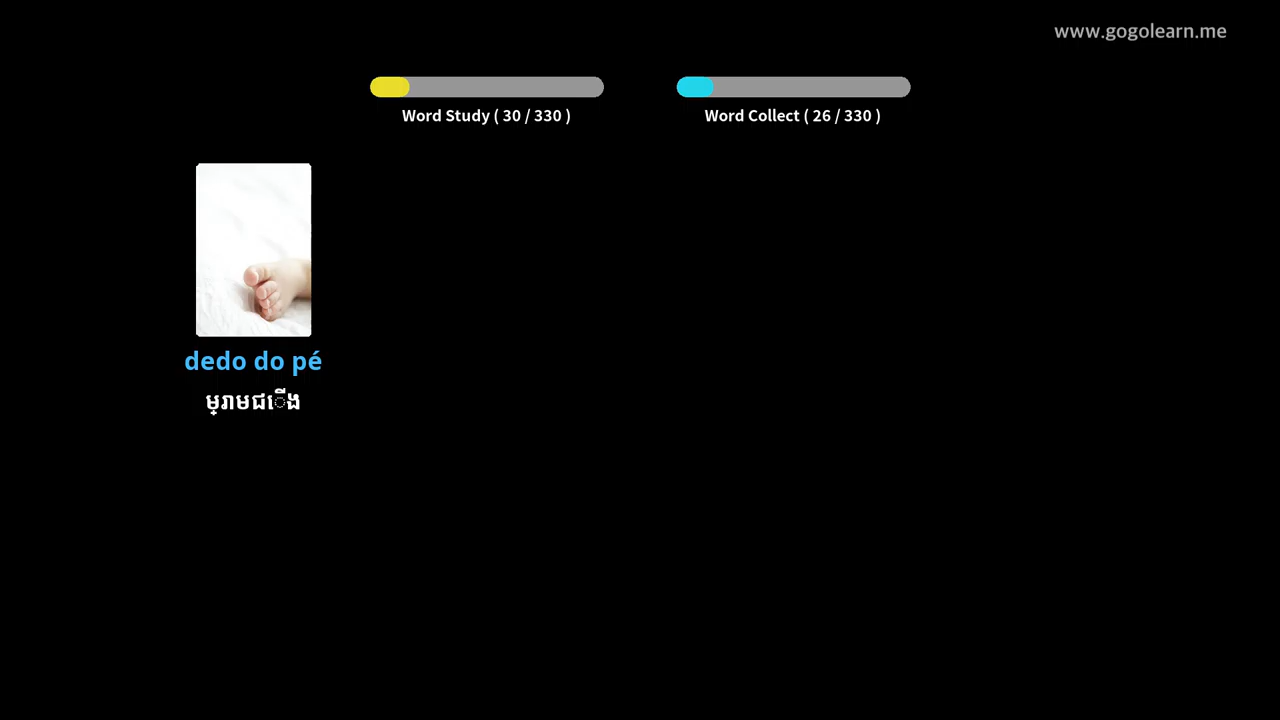 www.gogolearn.me
Word Study ( 30 / 330 )
Word Collect ( 26 / 330 )
dedo do pé
ម្រាមជើង